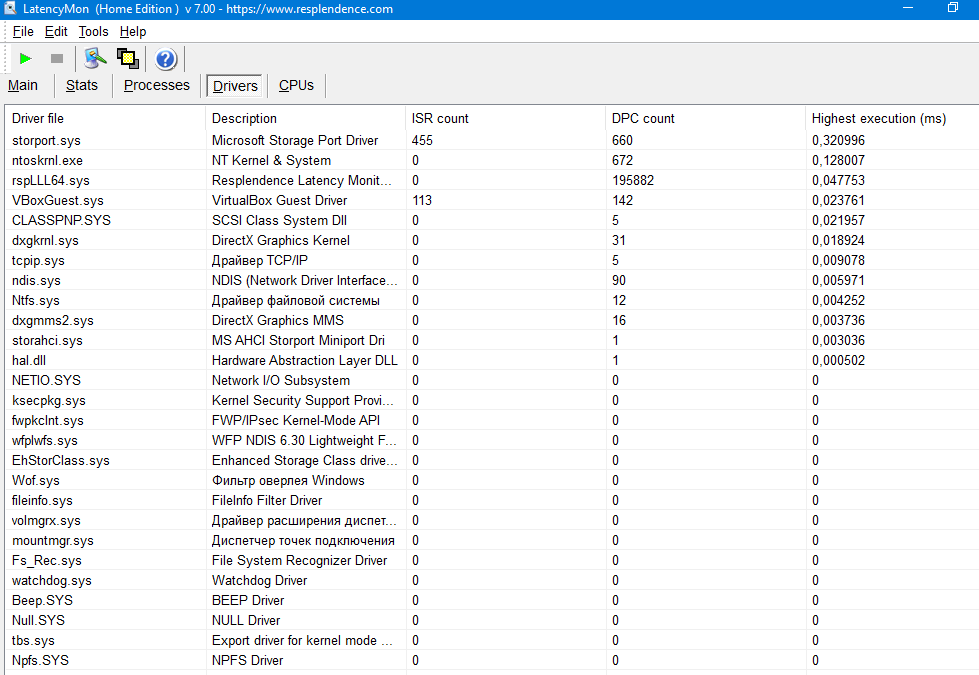 LatencyMon (Home Edition ) v 7.00 - https://www.resplendence.com
File Edit Tools Help
Main Stats Processes Drivers CPUs
Driver file Description ISR count DPC count Highest execution (ms)
storport.sys Microsoft Storage Port Driver 455 660 0,320996
ntoskrnl.exe NT Kernel & System 0 672 0,128007
rspLLL64.sys Resplendence Latency Monit... 0 195882 0,047753
VBoxGuest.sys VirtualBox Guest Driver 113 142 0,023761
CLASSPNP.SYS SCSI Class System Dll 0 5 0,021957
dxgkrnl.sys DirectX Graphics Kernel 0 31 0,018924
tcpip.sys Драйвер TCP/IP 0 5 0,009078
ndis.sys NDIS (Network Driver Interface... 0 90 0,005971
Ntfs.sys Драйвер файловой системы 0 12 0,004252
dxgmms2.sys DirectX Graphics MMS 0 16 0,003736
storahci.sys MS AHCI Storport Miniport Dri 0 1 0,003036
hal.dll Hardware Abstraction Layer DLL 0 1 0,000502
NETIO.SYS Network I/O Subsystem 0 0 0
ksecpkg.sys Kernel Security Support Provi... 0 0 0
fwpkclnt.sys FWP/IPsec Kernel-Mode API 0 0 0
wfplwfs.sys WFP NDIS 6.30 Lightweight F... 0 0 0
EhStorClass.sys Enhanced Storage Class drive... 0 0 0
Wof.sys Фильтр оверлея Windows 0 0 0
fileinfo.sys FileInfo Filter Driver 0 0 0
volmgrx.sys Драйвер расширения диспет... 0 0 0
mountmgr.sys Диспетчер точек подключения 0 0 0
Fs_Rec.sys File System Recognizer Driver 0 0 0
watchdog.sys Watchdog Driver 0 0 0
Beep.SYS BEEP Driver 0 0 0
Null.SYS NULL Driver 0 0 0
tbs.sys Export driver for kernel mode ... 0 0 0
Npfs.SYS NPFS Driver 0 0 0